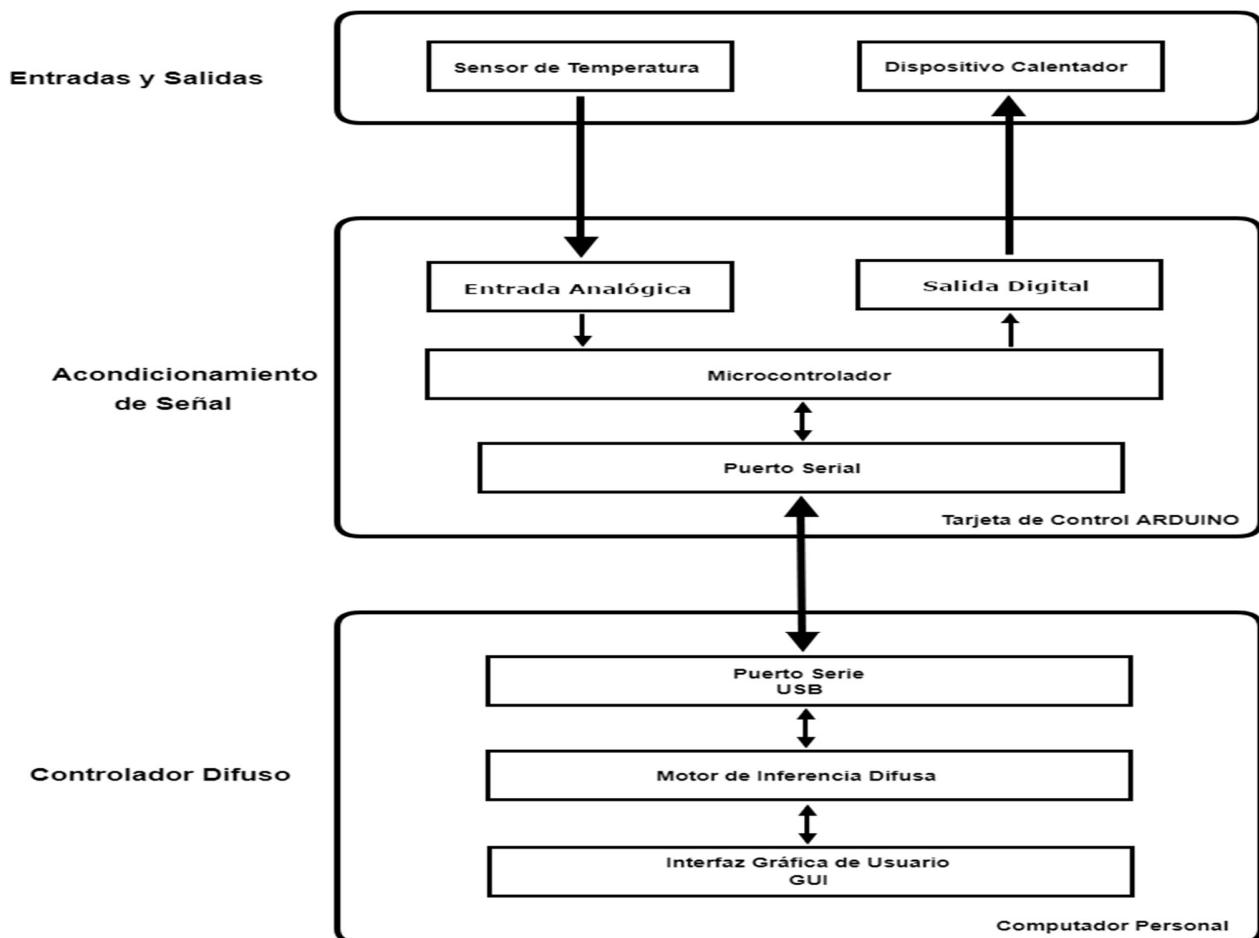 Entradas y Salidas
Sensor de Temperatura
Dispositivo Calentador
Acondicionamiento
de Señal
Entrada Analógica
Salida Digital
Microcontrolador
Puerto Serial
Tarjeta de Control ARDUINO
Controlador Difuso
Puerto Serie
USB
Motor de Inferencia Difusa
Interfaz Gráfica de Usuario
GUI
Computador Personal